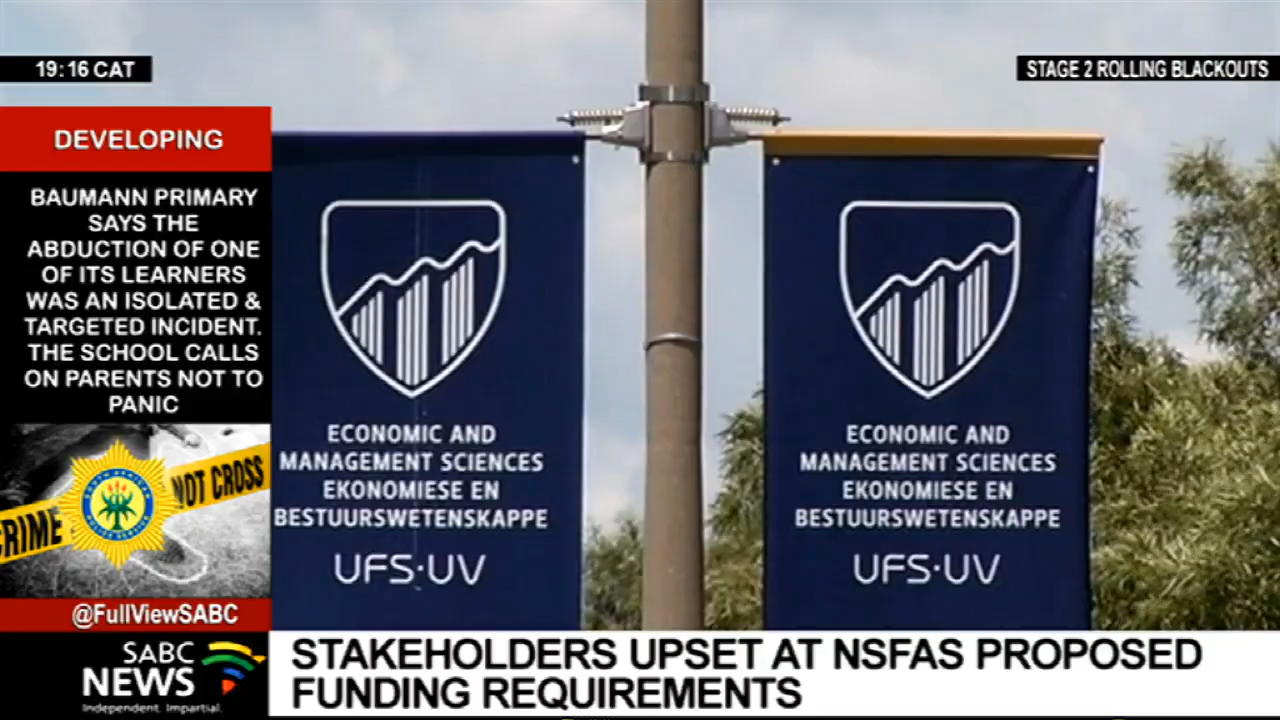 19:16 CAT
STAGE 2 ROLLING BLACKOUTS
DEVELOPING
BAUMANN PRIMARY
SAYS THE
ABDUCTION OF ONE
OF ITS LEARNERS
WAS AN ISOLATED &
TARGETED INCIDENT.
THE SCHOOL CALLS
ON PARENTS NOT TO
PANIC
CRIME
NOT CROSS
@FullViewSABC
ECONOMIC AND
MANAGEMENT SCIENCES
EKONOMIESE EN
BESTUURSWETENSKAPPE
UFS·UV
ECONOMIC AND
MANAGEMENT SCIENCES
EKONOMIESE EN
BESTUURSWETENSKAPPE
UFS·UV
SABC
NEWS
Independent. Impartial.
STAKEHOLDERS UPSET AT NSFAS PROPOSED
FUNDING REQUIREMENTS